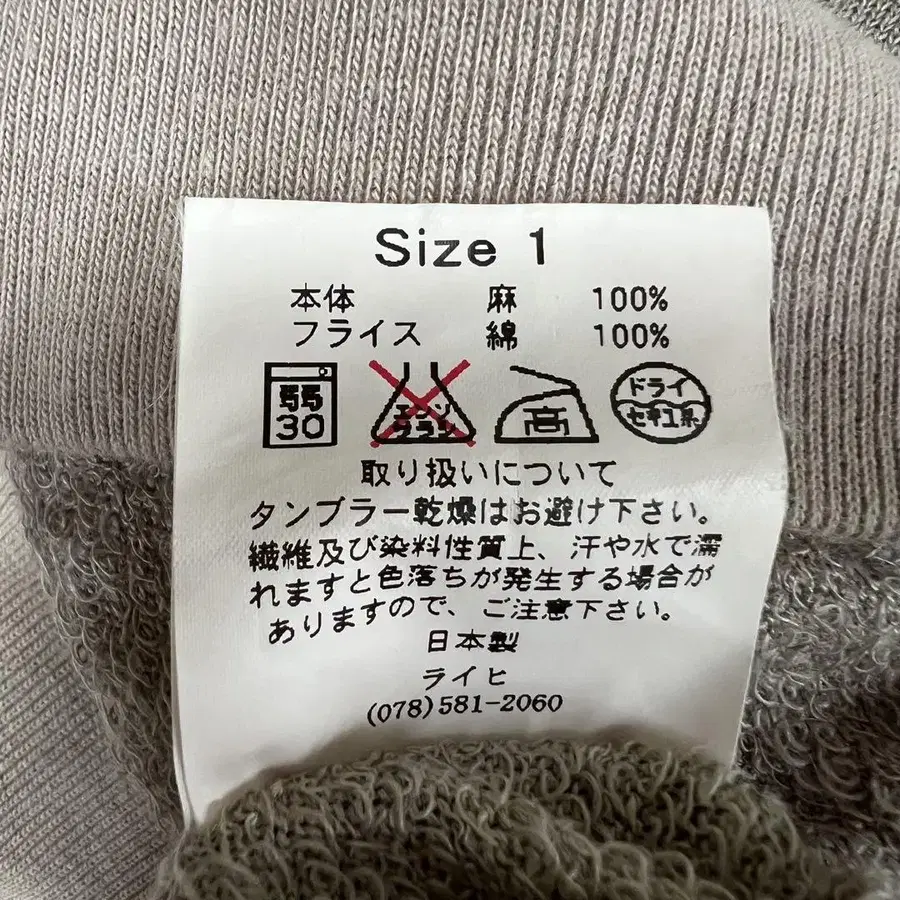 Size 1
本体 麻 100%
フライス 綿 100%
弱
30
エンソ
サラシ
高
ドライ
セキユ系
取り扱いについて
タンブラー乾燥はお避け下さい。
繊維及び染料性質上、汗や水で濡
れますと色落ちが発生する場合が
ありますので、ご注意下さい。
日本製
ライヒ
(078)581-2060